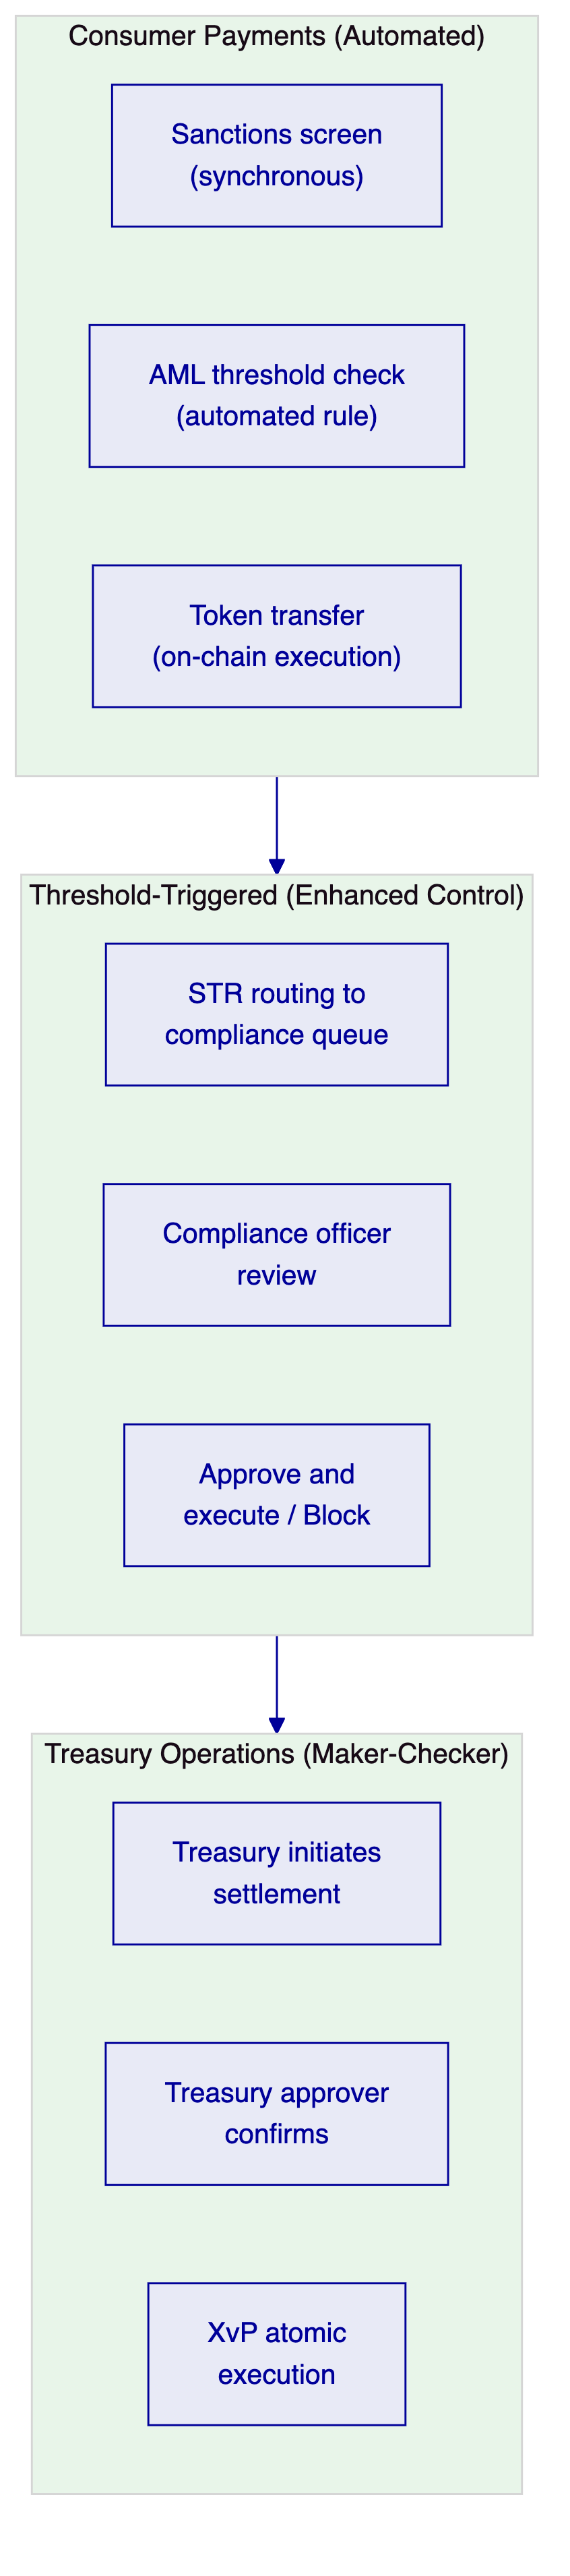 Consumer Payments (Automated)
Sanctions screen
(synchronous)
AML threshold check
(automated rule)
Token transfer
(on-chain execution)
Threshold-Triggered (Enhanced Control)
STR routing to
compliance queue
Compliance officer
review
Approve and
execute / Block
Treasury Operations (Maker-Checker)
Treasury initiates
settlement
Treasury approver
confirms
XvP atomic
execution